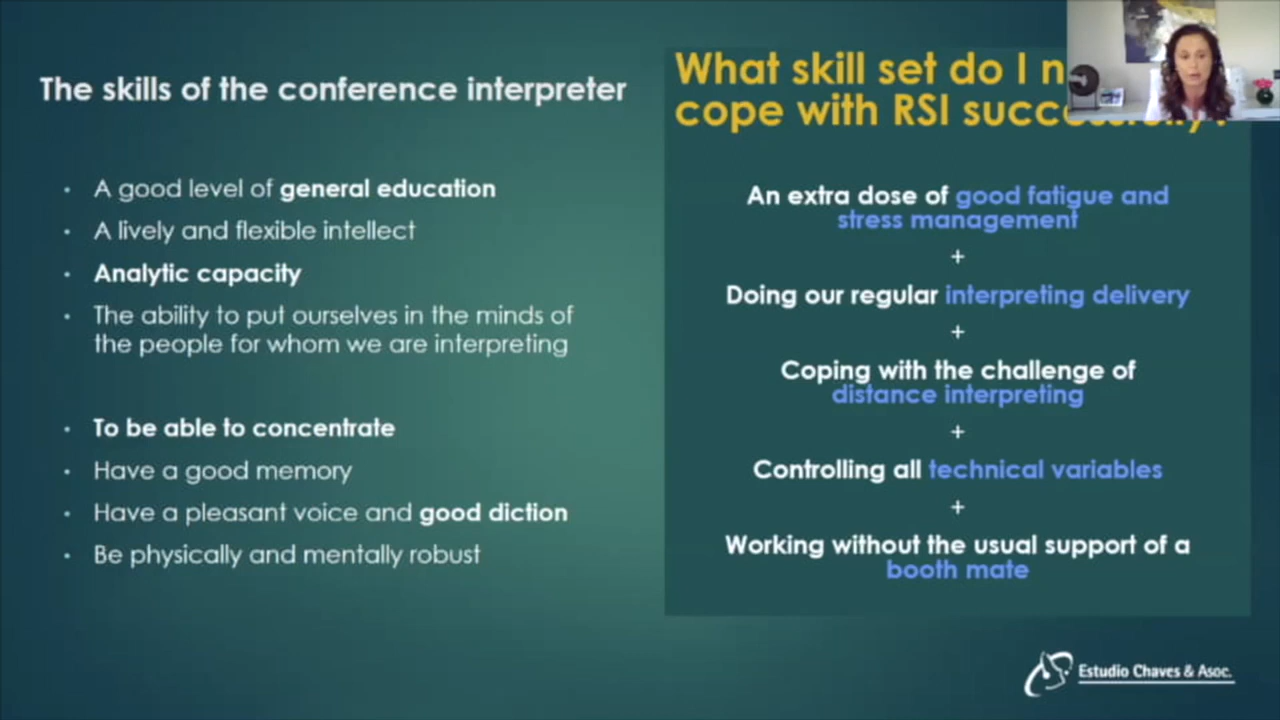 The skills of the conference interpreter
• A good level of general education
• A lively and flexible intellect
• Analytic capacity
• The ability to put ourselves in the minds of
the people for whom we are interpreting
• To be able to concentrate
• Have a good memory
• Have a pleasant voice and good diction
• Be physically and mentally robust
What skill set do I
cope with RSI
An extra dose of good fatigue and
stress management
+
Doing our regular interpreting delivery
+
Coping with the challenge of
distance interpreting
+
Controlling all technical variables
+
Working without the usual support of a
booth mate
Estudio Chaves & Asoc.